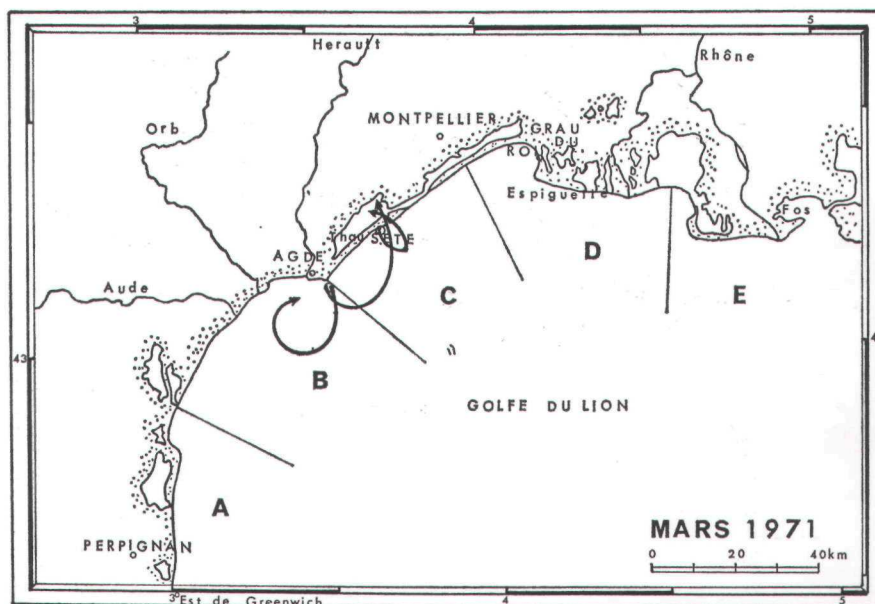 3 4 5
Herault
Rhône
MONTPELLIER
GRAU
DU
ROI
Orb
Espiguette
Fos
Thau SETE
AGDE
D
Aude
C
E
43
B
GOLFE DU LION
A
MARS 1971
PERPIGNAN
0 20 40km
3° Est de Greenwich 4 5